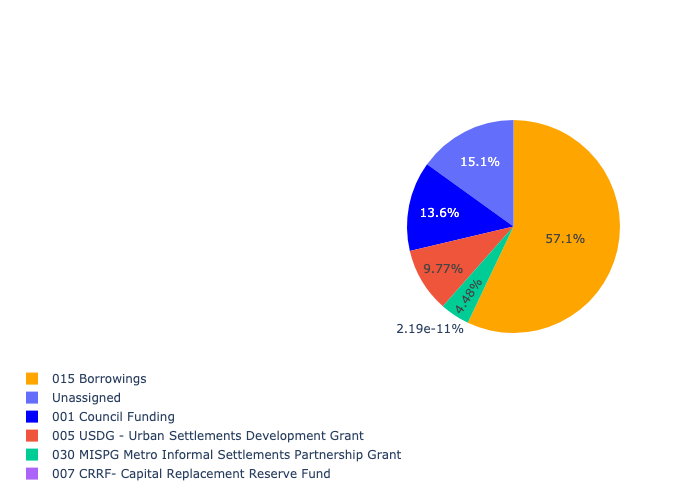 15.1%
13.6%
57.1%
9.77%
4.48%
2.19e-11%
015 Borrowings
Unassigned
001 Council Funding
005 USDG - Urban Settlements Development Grant
030 MISPG Metro Informal Settlements Partnership Grant
007 CRRF- Capital Replacement Reserve Fund